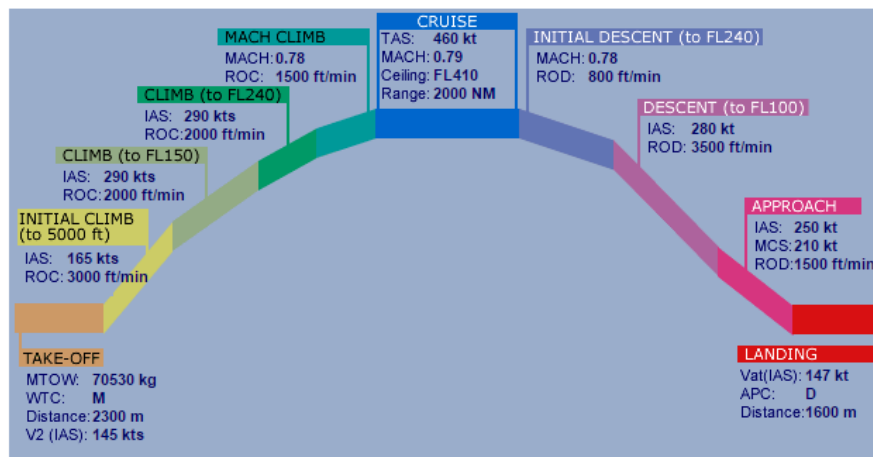 CRUISE
TAS: 460 kt
MACH: 0.79
Ceiling: FL410
Range: 2000 NM
MACH CLIMB
MACH: 0.78
ROC: 1500 ft/min
INITIAL DESCENT (to FL240)
MACH: 0.78
ROD: 800 ft/min
CLIMB (to FL240)
IAS: 290 kts
ROC: 2000 ft/min
DESCENT (to FL100)
IAS: 280 kt
ROD: 3500 ft/min
CLIMB (to FL150)
IAS: 290 kts
ROC: 2000 ft/min
INITIAL CLIMB
(to 5000 ft)
IAS: 165 kts
ROC: 3000 ft/min
APPROACH
IAS: 250 kt
MCS: 210 kt
ROD: 1500 ft/min
TAKE-OFF
MTOW: 70530 kg
WTC: M
Distance: 2300 m
V2 (IAS): 145 kts
LANDING
Vat(IAS): 147 kt
APC: D
Distance: 1600 m